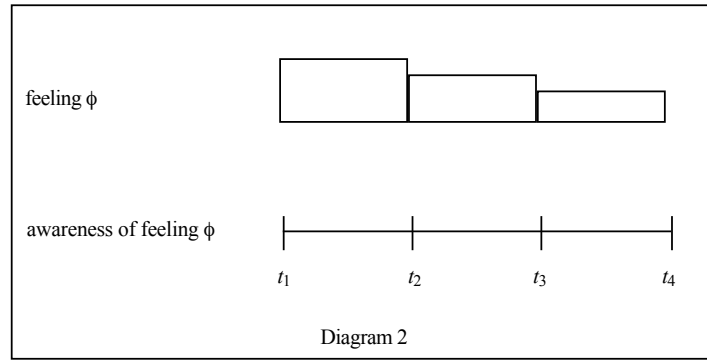 feeling ϕ
awareness of feeling ϕ
t1 t2 t3 t4
Diagram 2